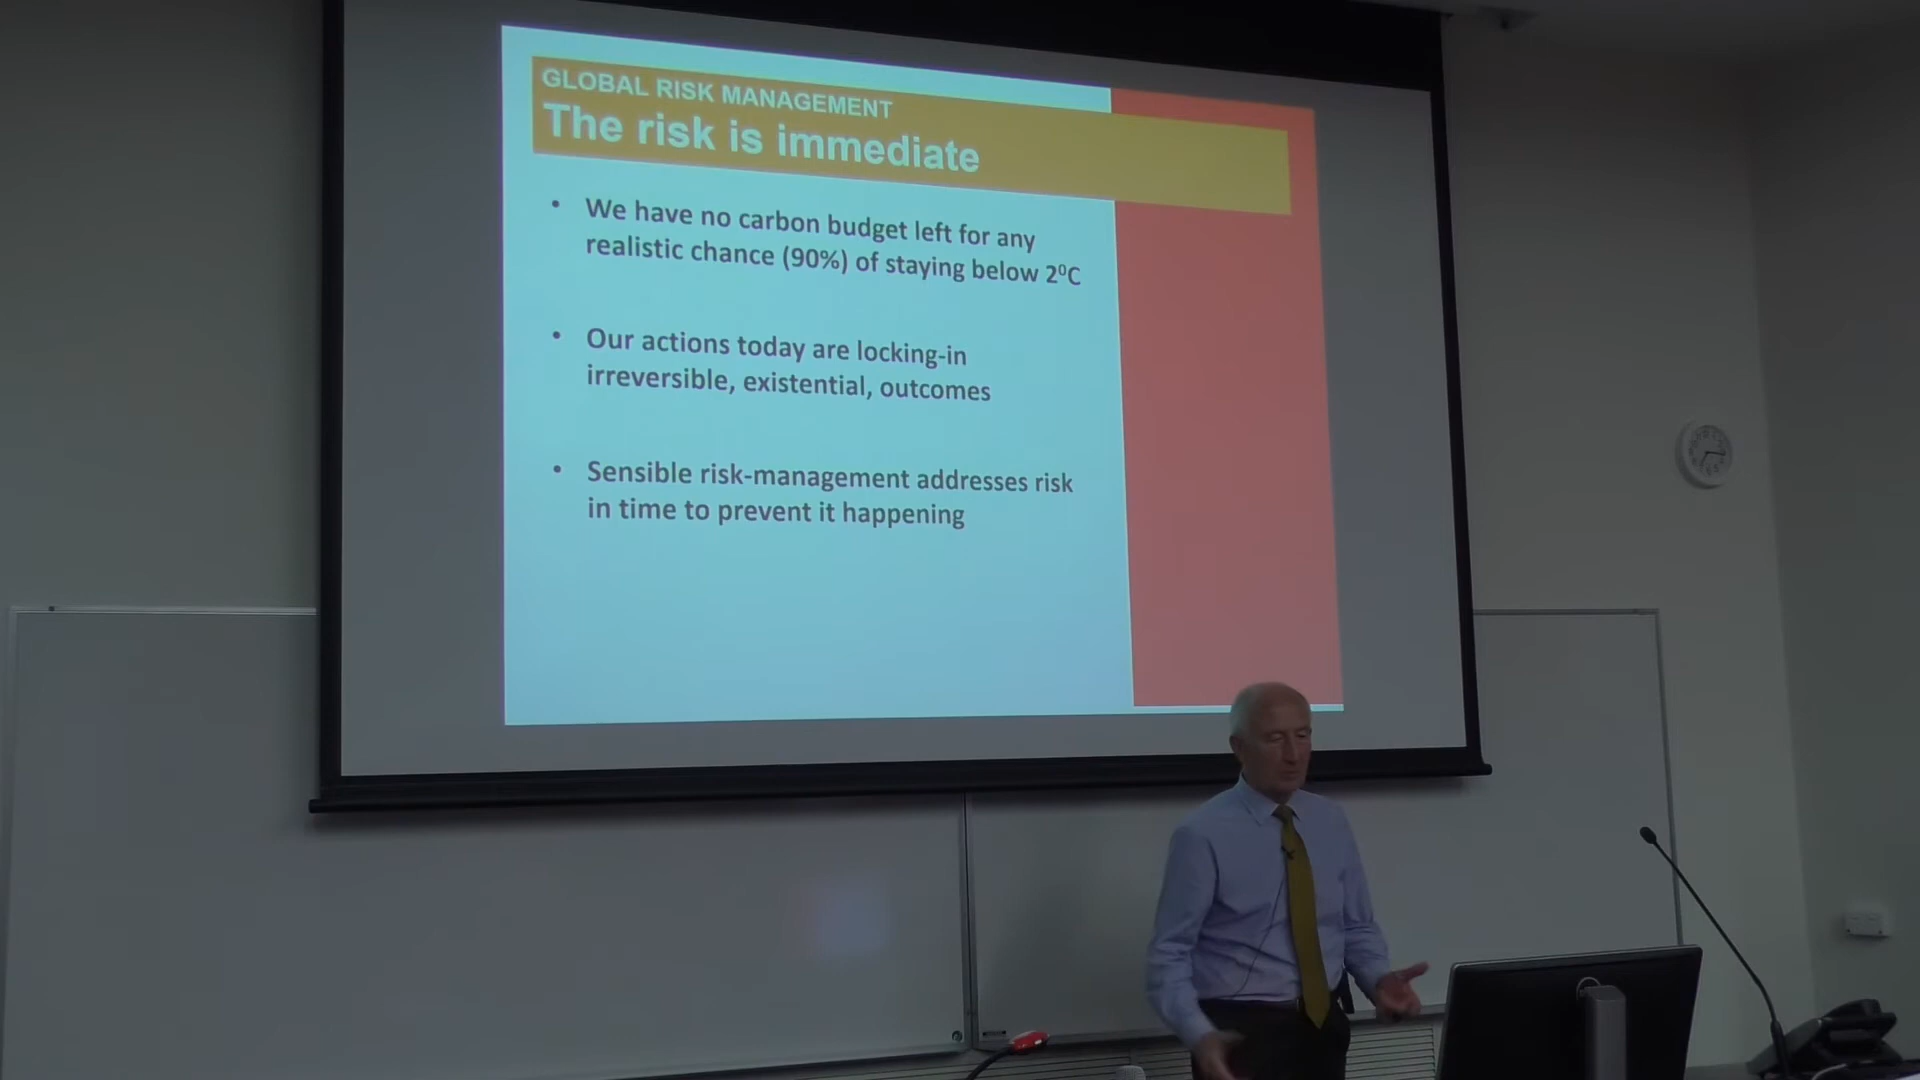 GLOBAL RISK MANAGEMENT
The risk is immediate
• We have no carbon budget left for any
realistic chance (90%) of staying below 2⁰C
• Our actions today are locking-in
irreversible, existential, outcomes
• Sensible risk-management addresses risk
in time to prevent it happening